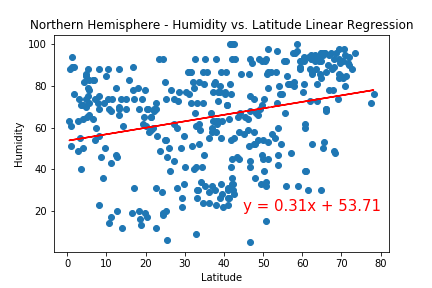 Northern Hemisphere - Humidity vs. Latitude Linear Regression
100
80
60
40
20
Humidity
y = 0.31x + 53.71
0 10 20 30 40 50 60 70 80
Latitude